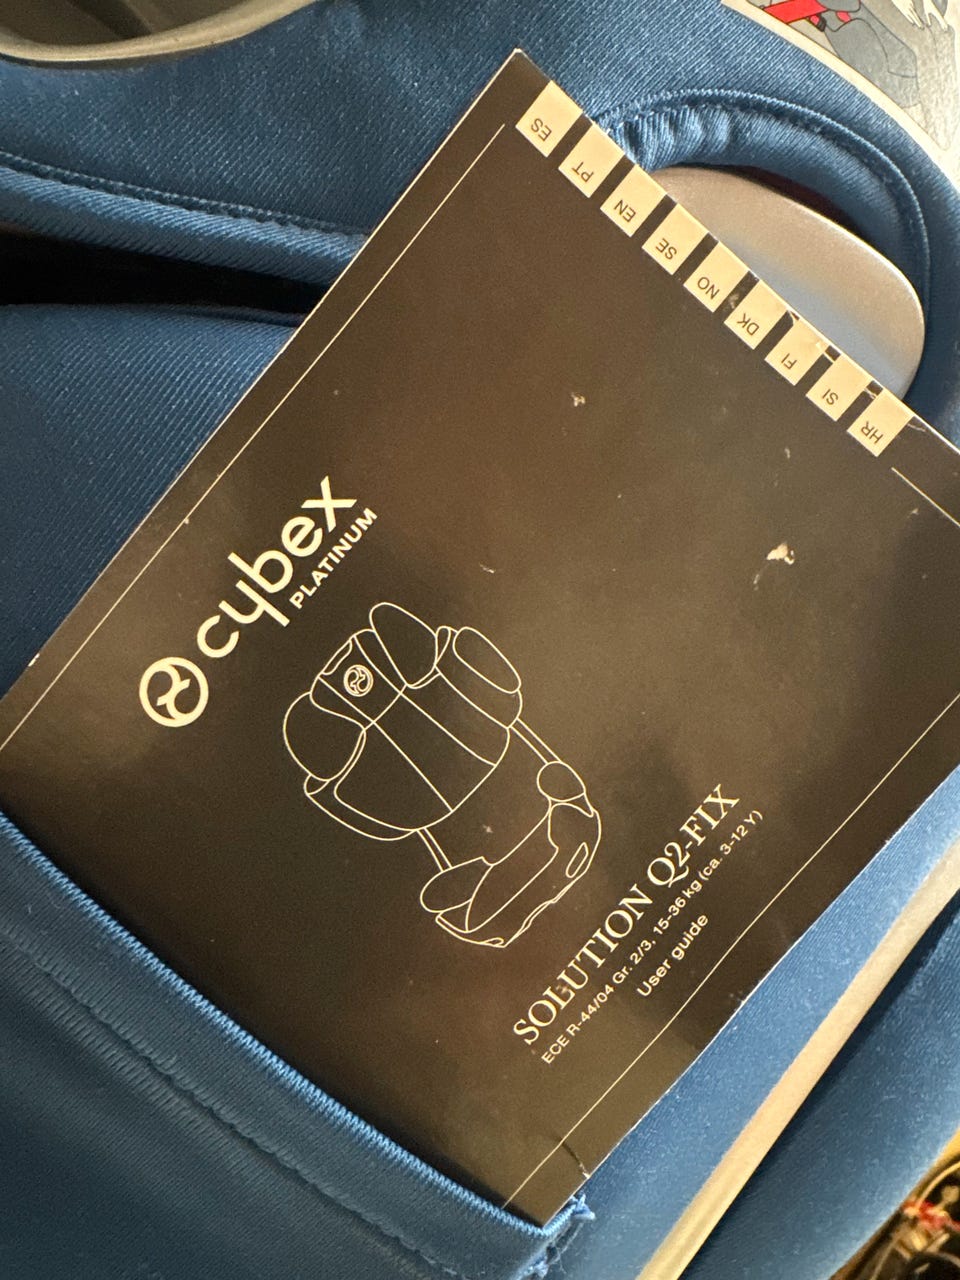 cybex
PLATINUM
SOLUTION Q2-FIX
ECE R-44/04 Gr. 2/3, 15-36 kg (ca. 3-12 Y)
User guide
ES
PT
EN
SE
NO
DK
FI
SI
HR